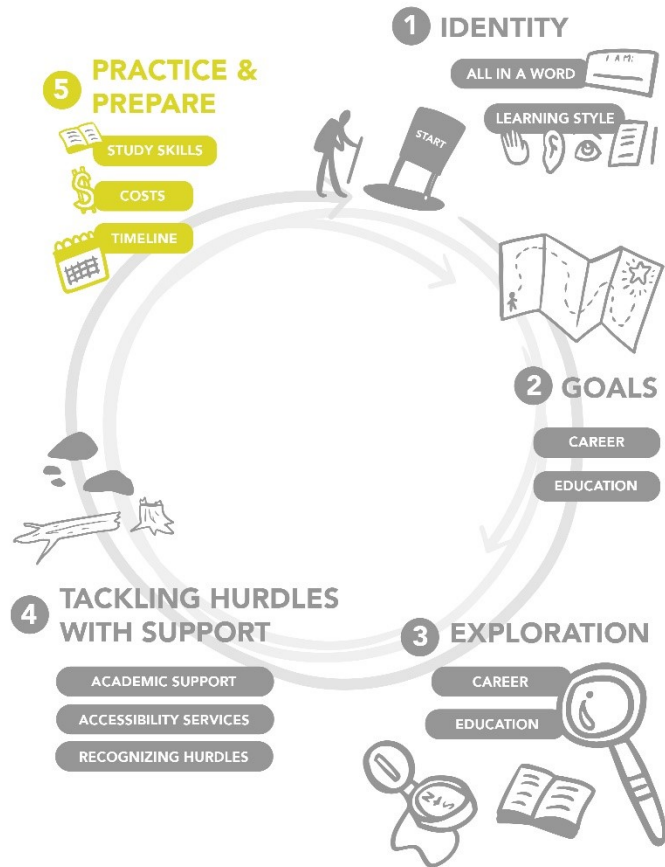 1 IDENTITY
ALL IN A WORD
I AM:
LEARNING STYLE
START
2 GOALS
CAREER
EDUCATION
3 EXPLORATION
CAREER
EDUCATION
4 TACKLING HURDLES
WITH SUPPORT
ACADEMIC SUPPORT
ACCESSIBILITY SERVICES
RECOGNIZING HURDLES
5 PRACTICE &
PREPARE
STUDY SKILLS
$
COSTS
TIMELINE